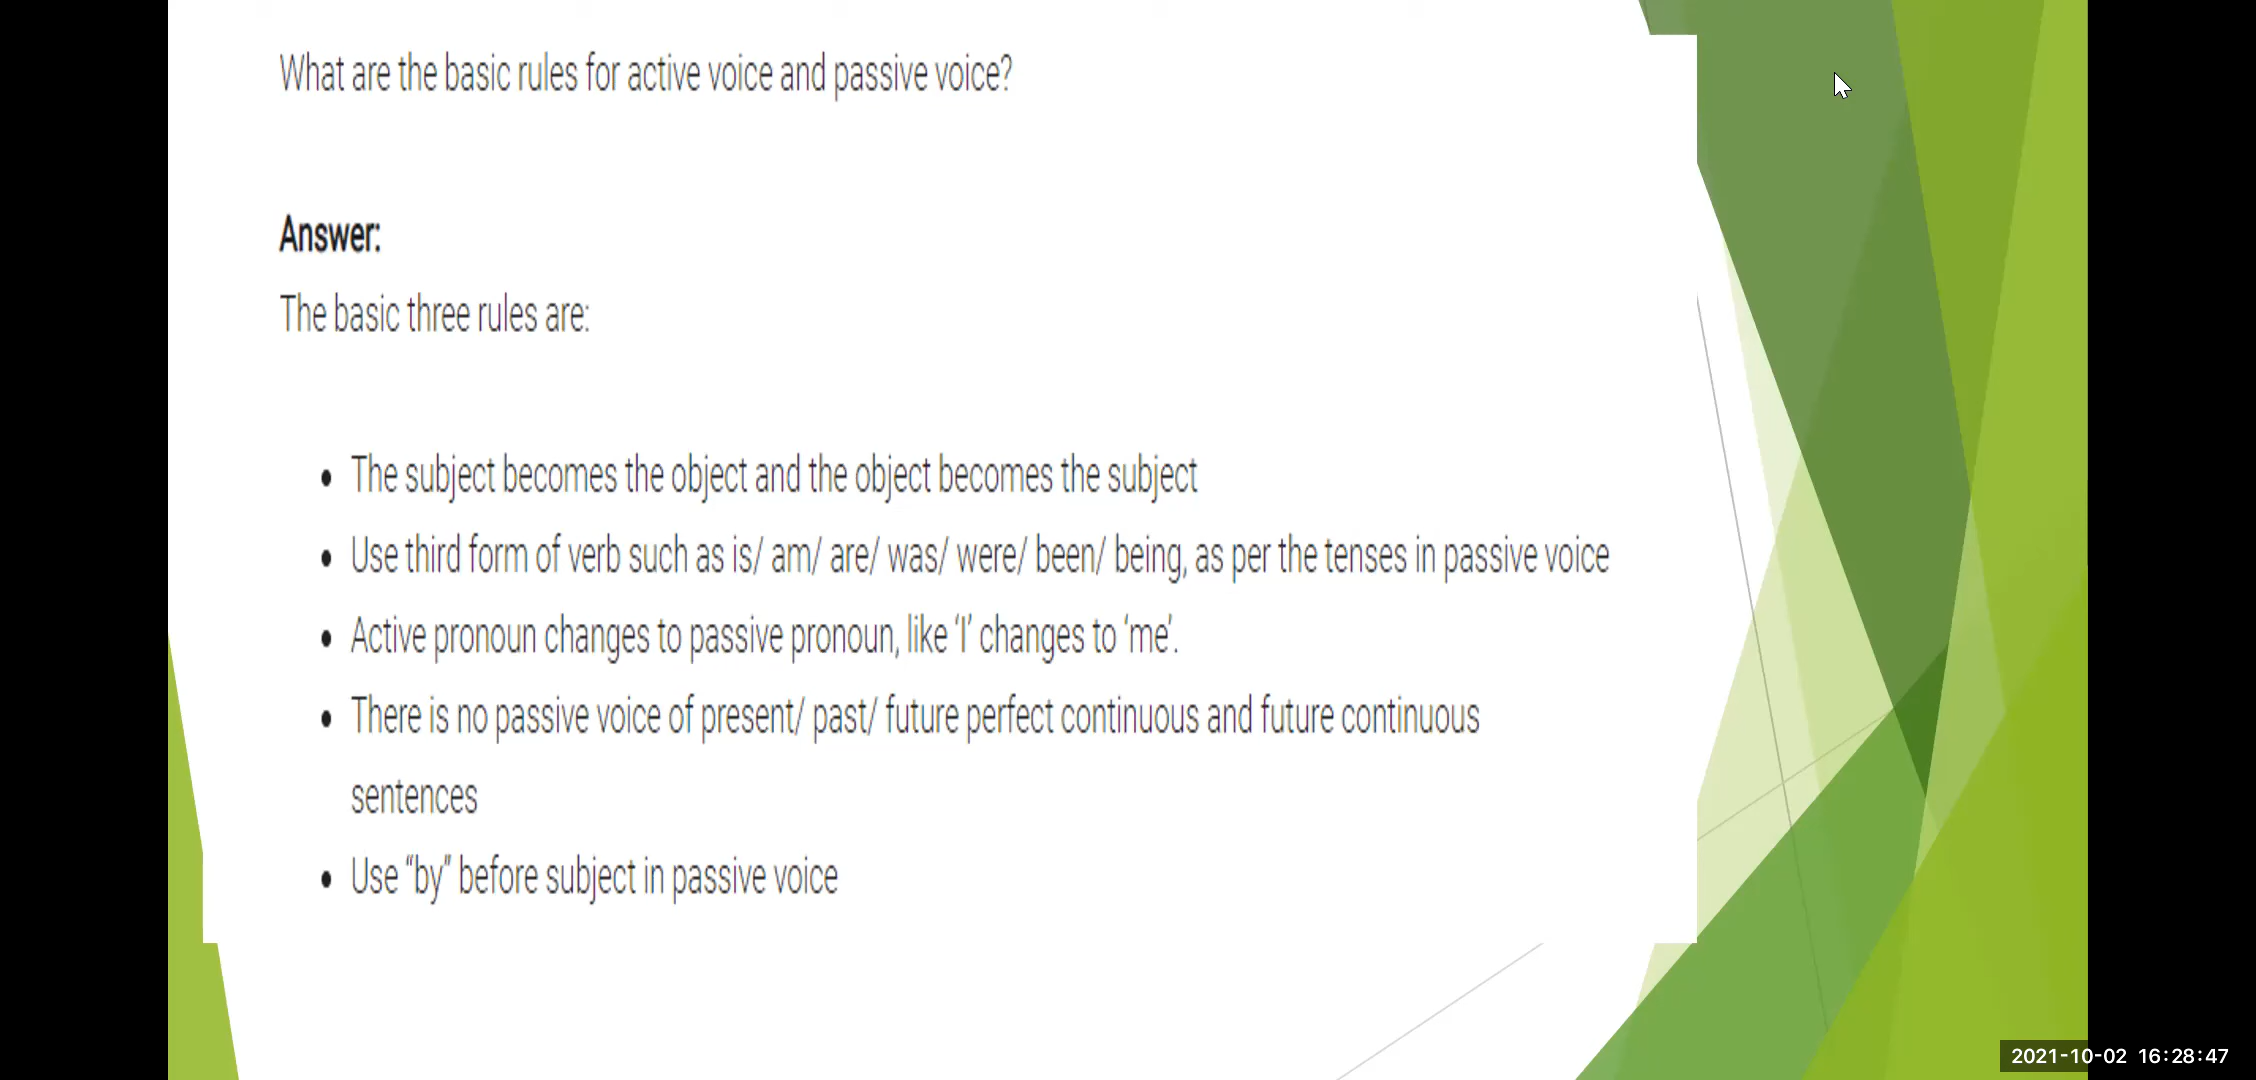 What are the basic rules for active voice and passive voice?
Answer:
The basic three rules are:
• The subject becomes the object and the object becomes the subject
• Use third form of verb such as is/ am/ are/ was/ were/ been/ being, as per the tenses in passive voice
• Active pronoun changes to passive pronoun, like ‘I’ changes to ‘me’.
• There is no passive voice of present/ past/ future perfect continuous and future continuous
sentences
• Use “by” before subject in passive voice
2021-10-02 16:28:47